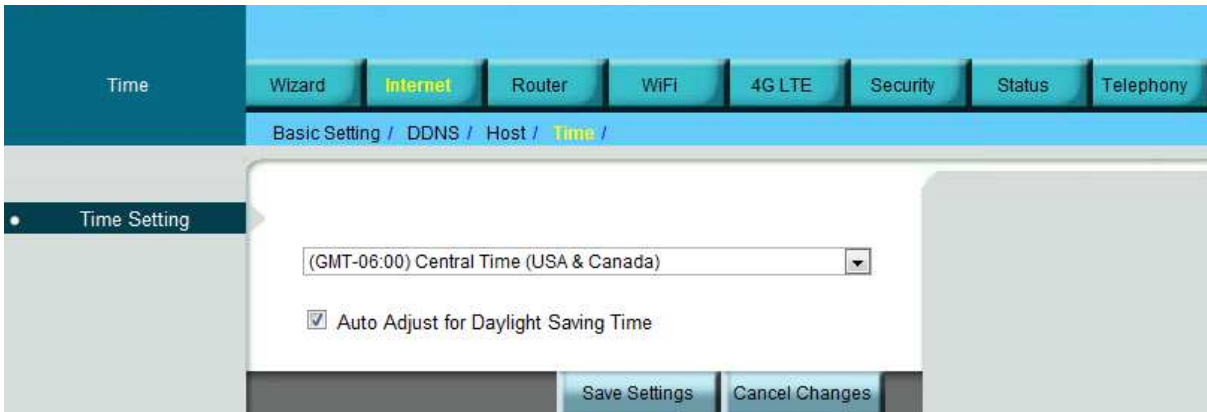 Time
Wizard Internet Router WiFi 4G LTE Security Status Telephony
Basic Setting / DDNS / Host / Time /
Time Setting
(GMT-06:00) Central Time (USA & Canada)
Auto Adjust for Daylight Saving Time
Save Settings Cancel Changes